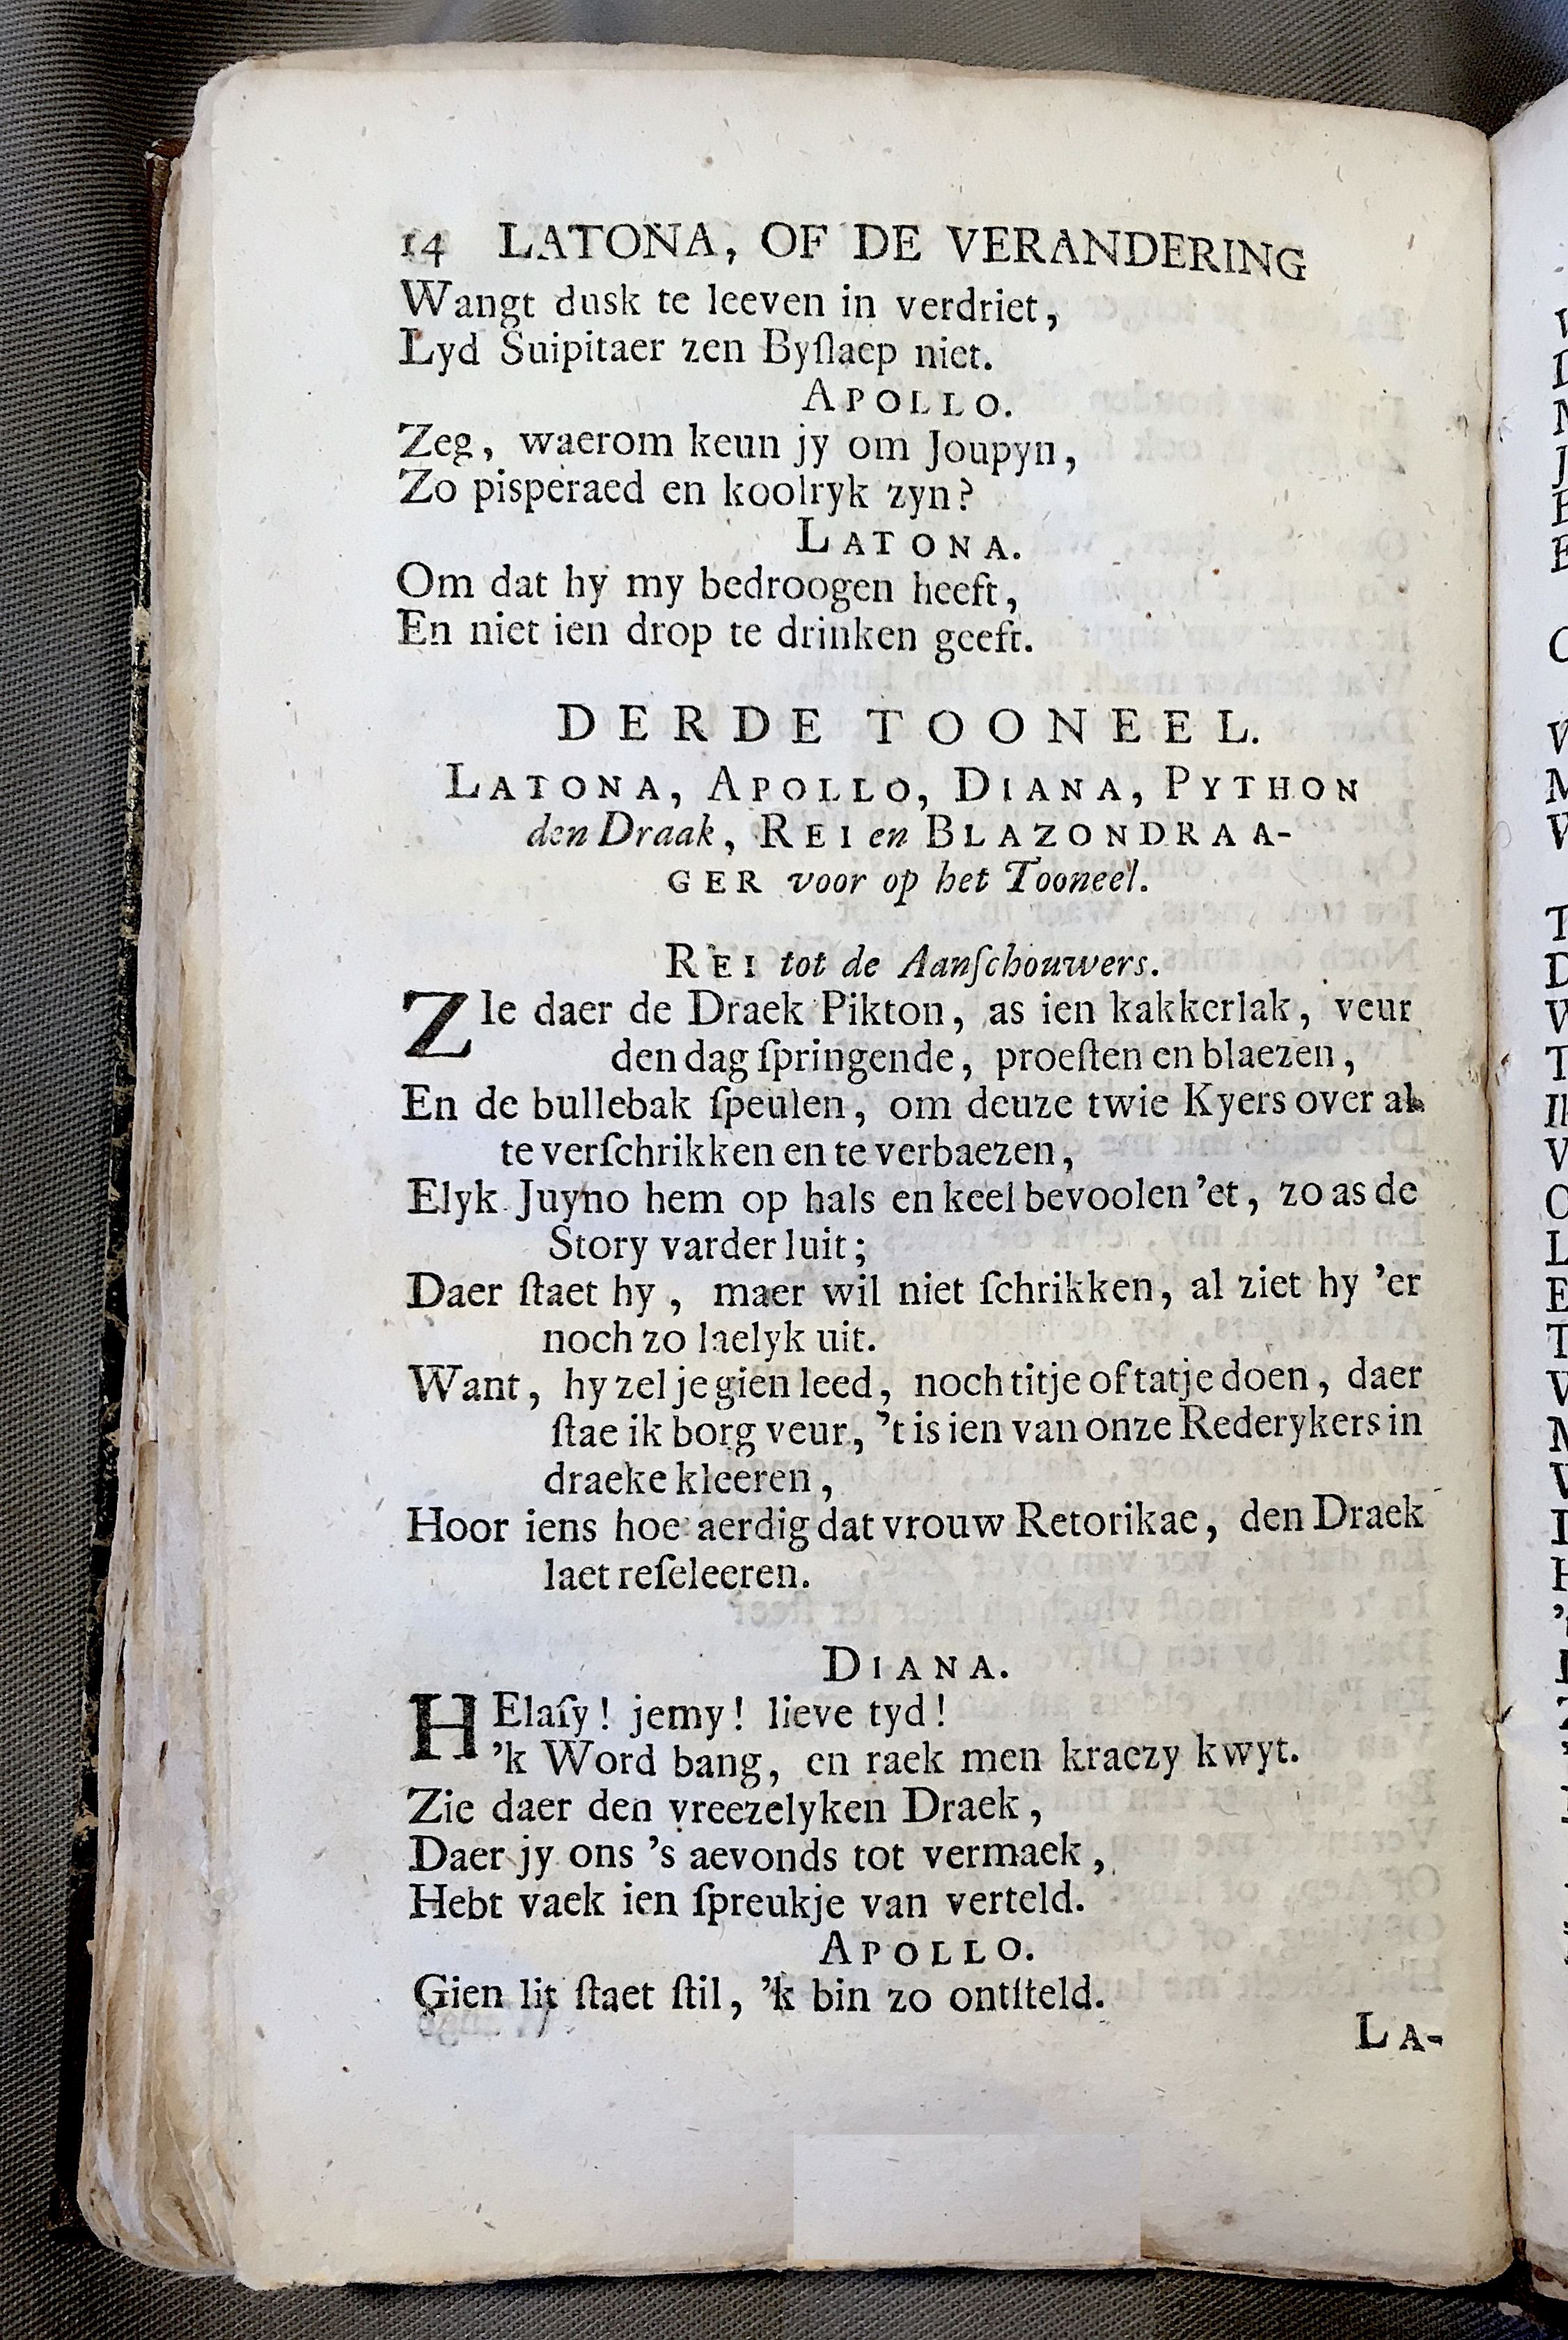 14 LATONA, OF DE VERANDERING
Wangt dusk te leeven in verdriet,
Lyd Suipitaer zen Byſlaep niet.
APOLLO.
Zeg, waerom keun jy om Joupyn,
Zo pisperaed en koolryk zyn?
LATONA.
Om dat hy my bedroogen heeft,
En niet ien drop te drinken geeft.
DERDE TOONEEL.
LATONA, APOLLO, DIANA, PYTHON
den Draak, REI en BLAZONDRAA-
GER voor op het Tooneel.
REI tot de Aanſchouwers.
ZIe daer de Draek Pikton, as ien kakkerlak, veur
den dag ſpringende, proeſten en blaezen,
En de bullebak ſpeulen, om deuze twie Kyers over al
te verſchrikken en te verbaezen,
Elyk Juyno hem op hals en keel bevoolen 'et, zo as de
Story varder luit;
Daer ſtaet hy, maer wil niet ſchrikken, al ziet hy 'er
noch zo laelyk uit.
Want, hy zel je gien leed, noch titje of tatje doen, daer
ſtae ik borg veur, 't is ien van onze Rederykers in
draeke kleeren,
Hoor iens hoe aerdig dat vrouw Retorikae, den Draek
laet reſeleeren.
DIANA.
HElaſy! jemy! lieve tyd!
'k Word bang, en raek men kraezy kwyt.
Zie daer den vreezelyken Draek,
Daer jy ons 's aevonds tot vermaek,
Hebt vaek ien ſpreukje van verteld.
APOLLO.
Gien lit ſtaet ſtil, 'k bin zo ontſteld.
LA-